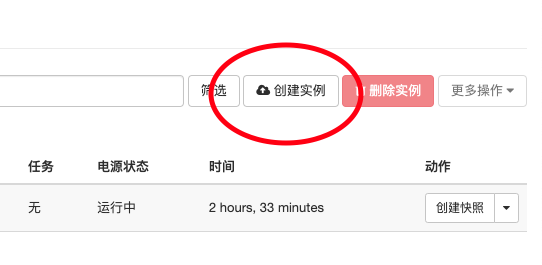 筛选 创建实例 删除实例 更多操作
任务 电源状态 时间 动作
无 运行中 2 hours, 33 minutes 创建快照